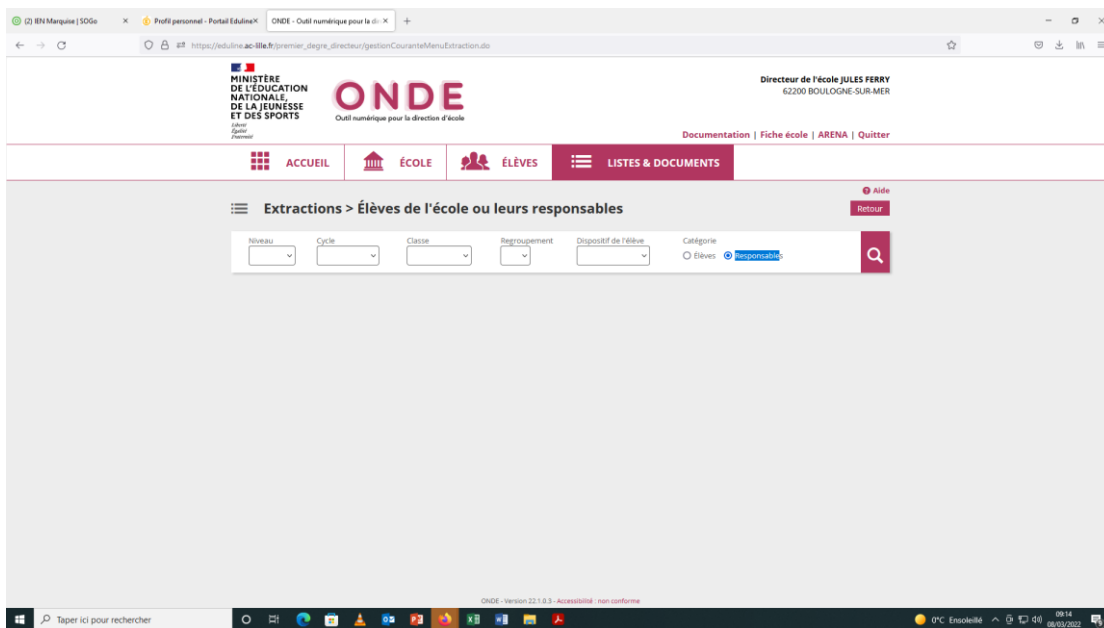 (2) IEN Marquise | SOGo
Profil personnel - Portail Eduline
ONDE - Outil numérique pour la dir
https://eduline.ac-lille.fr/premier_degre_directeur/gestionCouranteMenuExtraction.do
MINISTÈRE
DE L'ÉDUCATION
NATIONALE,
DE LA JEUNESSE
ET DES SPORTS
Liberté
Égalité
Fraternité
ONDE
Outil numérique pour la direction d'école
Directeur de l'école JULES FERRY
62200 BOULOGNE-SUR-MER
Documentation | Fiche école | ARENA | Quitter
ACCUEIL ÉCOLE ÉLÈVES LISTES & DOCUMENTS
Aide
Extractions > Élèves de l'école ou leurs responsables
Retour
Niveau Cycle Classe Regroupement Dispositif de l'élève Catégorie
Élèves Responsables
ONDE - Version 22.1.0.3 - Accessibilité : non conforme
Taper ici pour rechercher
0°C Ensoleillé
09:14
08/03/2022